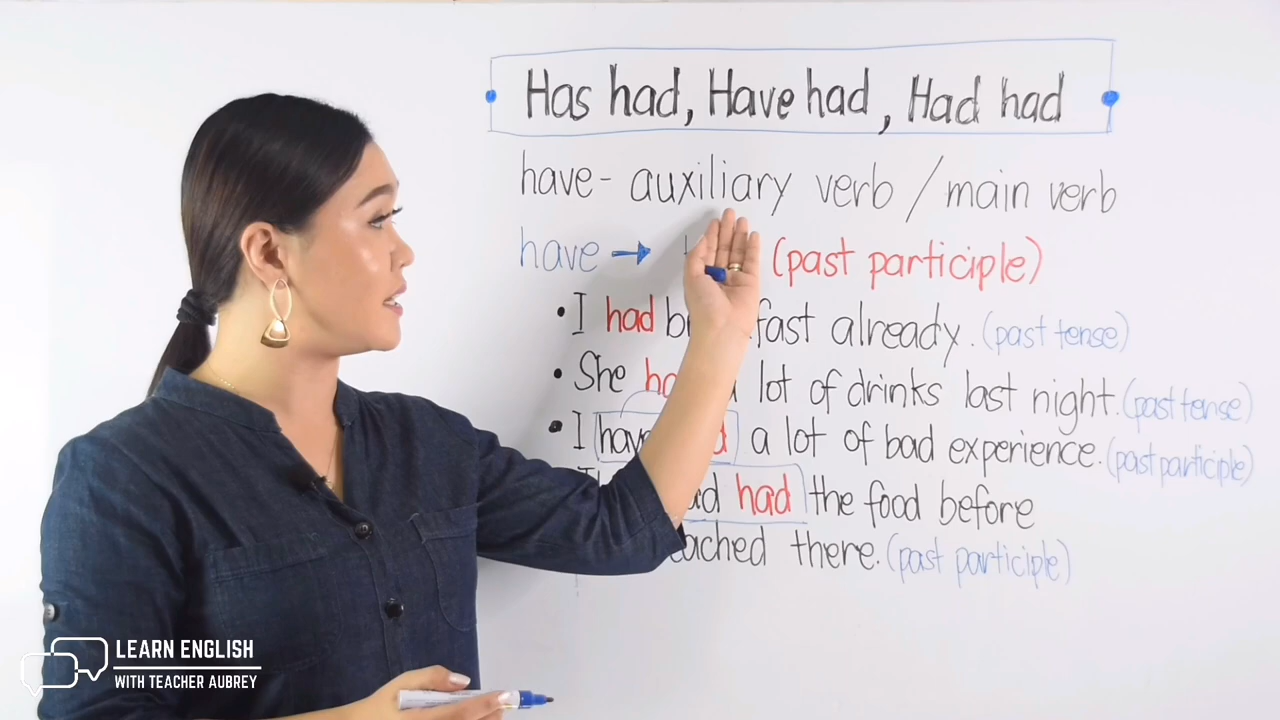 Has had, Have had, Had had
have - auxiliary verb / main verb
have → (past participle)
• I had fast already. (past tense)
• She a lot of drinks last night. (past tense)
• I have a lot of bad experience. (past participle)
had the food before
there. (past participle)
LEARN ENGLISH
WITH TEACHER AUBREY